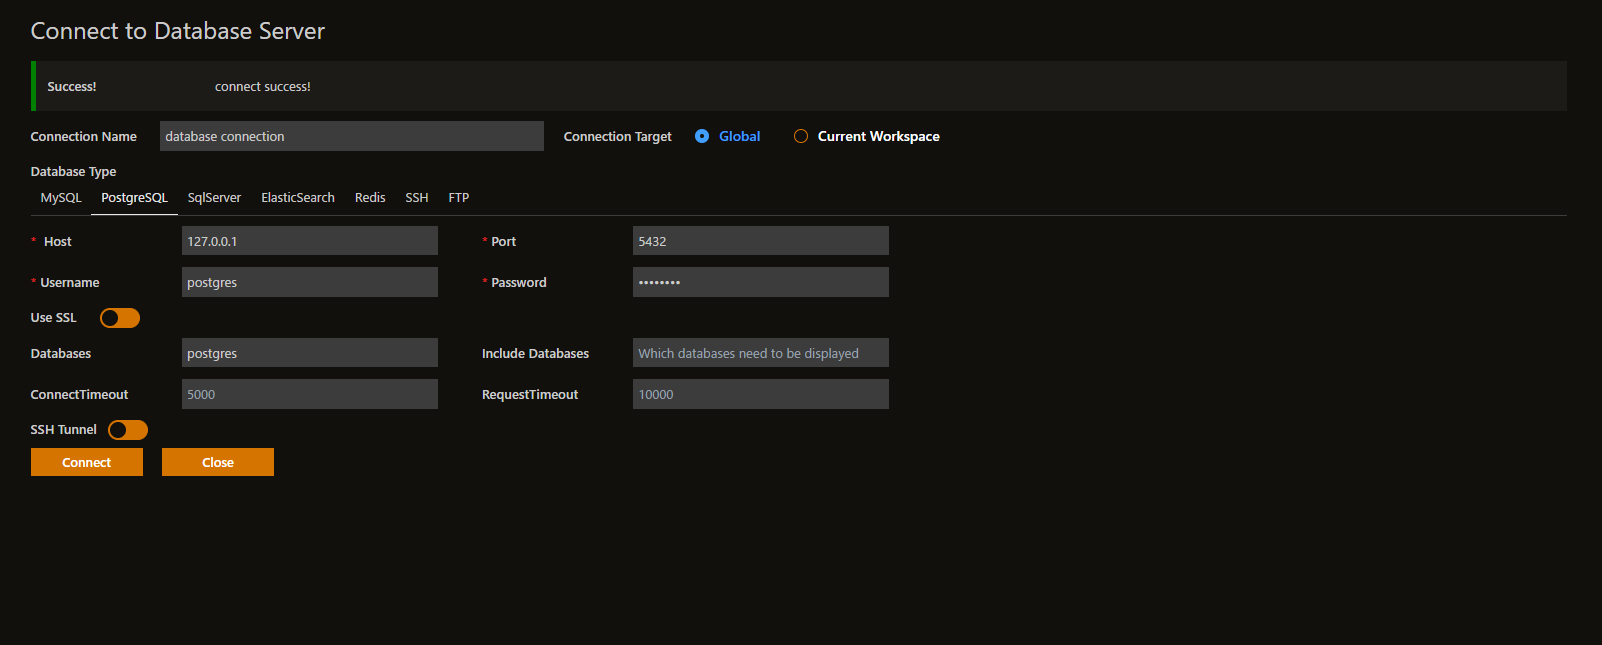 Connect to Database Server
Success! connect success!
Connection Name database connection Connection Target Global Current Workspace
Database Type
MySQL PostgreSQL SqlServer ElasticSearch Redis SSH FTP
* Host 127.0.0.1 * Port 5432
* Username postgres * Password ••••••••
Use SSL
Databases postgres Include Databases Which databases need to be displayed
ConnectTimeout 5000 RequestTimeout 10000
SSH Tunnel
Connect Close